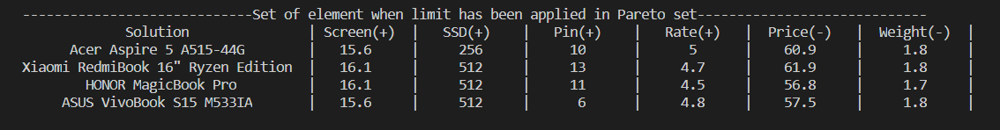 ----------------------------Set of element when limit has been applied in Pareto set----------------------------
Solution | Screen(+) | SSD(+) | Pin(+) | Rate(+) | Price(-) | Weight(-) |
Acer Aspire 5 A515-44G | 15.6 | 256 | 10 | 5 | 60.9 | 1.8 |
Xiaomi RedmiBook 16" Ryzen Edition | 16.1 | 512 | 13 | 4.7 | 61.9 | 1.8 |
HONOR MagicBook Pro | 16.1 | 512 | 11 | 4.5 | 56.8 | 1.7 |
ASUS VivoBook S15 M533IA | 15.6 | 512 | 6 | 4.8 | 57.5 | 1.8 |